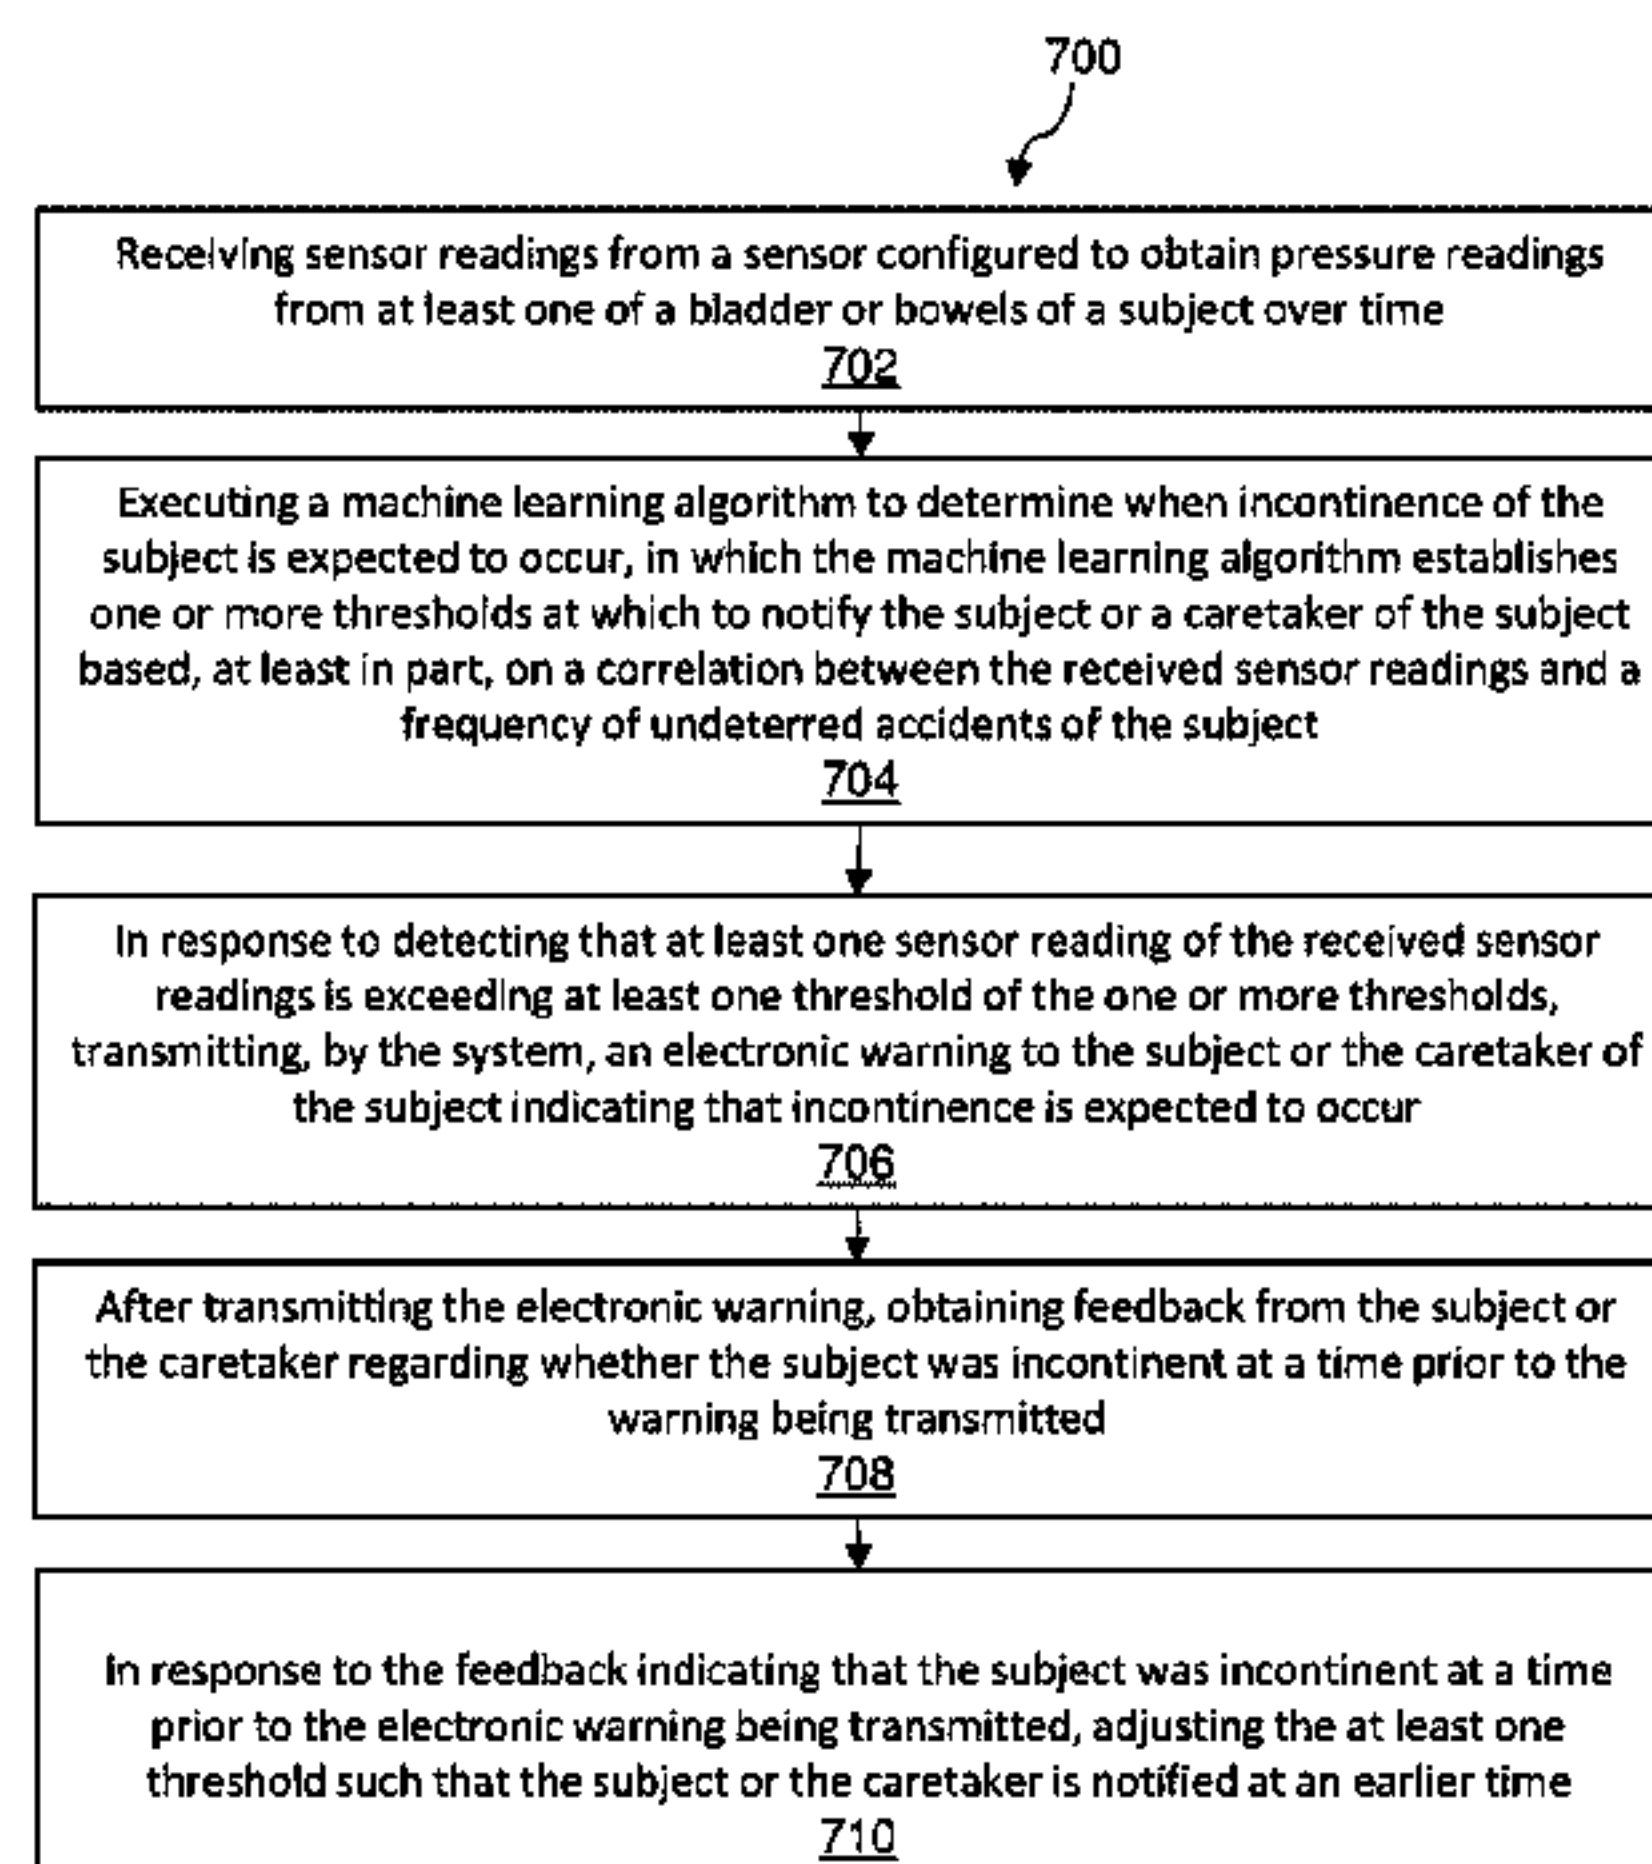 700
Receiving sensor readings from a sensor configured to obtain pressure readings
from at least one of a bladder or bowels of a subject over time
702
Executing a machine learning algorithm to determine when incontinence of the
subject is expected to occur, in which the machine learning algorithm establishes
one or more thresholds at which to notify the subject or a caretaker of the subject
based, at least in part, on a correlation between the received sensor readings and a
frequency of undeterred accidents of the subject
704
In response to detecting that at least one sensor reading of the received sensor
readings is exceeding at least one threshold of the one or more thresholds,
transmitting, by the system, an electronic warning to the subject or the caretaker of
the subject indicating that incontinence is expected to occur
706
After transmitting the electronic warning, obtaining feedback from the subject or
the caretaker regarding whether the subject was incontinent at a time prior to the
warning being transmitted
708
In response to the feedback indicating that the subject was incontinent at a time
prior to the electronic warning being transmitted, adjusting the at least one
threshold such that the subject or the caretaker is notified at an earlier time
710